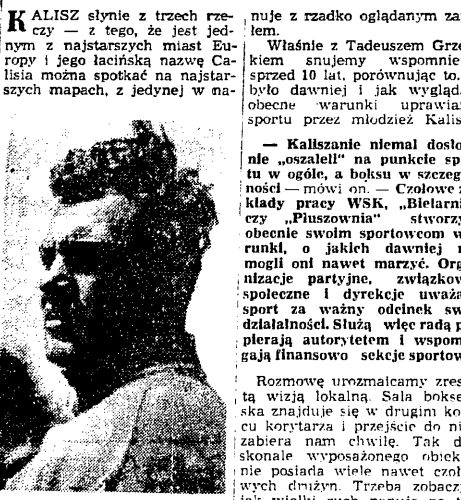 KALISZ słynie z trzech rze-
czy — z tego, że jest jed-
nym z najstarszych miast Eu-
ropy i jego łacińską nazwę Ca-
lisia można spotkać na najstar-
szych mapach, z jedynej w na-
nuje z rzadko oglądanym za
łem.
Właśnie z Tadeuszem Grze
kiem snujemy wspomnie
sprzed 10 lat, porównując to.
było dawniej i jak wygląda
obecne warunki uprawia
sportu przez młodzież Kalis
— Kaliszanie niemal dosło
nie „oszaleli" na punkcie sp
tu w ogóle, a boksu w szczeg
ności — mówi on. — Czołowe z
kłady pracy WSK, „Bielarni
czy „Pluszownia" stworzy
obecnie swoim sportowcom w
runki, o jakich dawniej n
mogli oni nawet marzyć. Org
nizacje partyjne, związkow
społeczne i dyrekcje uważa
sport za ważny odcinek sw
działalności. Służą więc radą p
pierają autorytetem i wspom
gają finansowo sekcje sportow
Rozmowę urozmaicamy zres
tą wizją lokalną. Sala bokse
ska znajduje się w drugim ko
cu korytarza i przejście do ni
zabiera nam chwilę. Tak d
skonale wyposażonego obiek
nie posiada wiele nawet czoł
wych drużyn. Trzeba zobacz
jak wielki ruch panuje